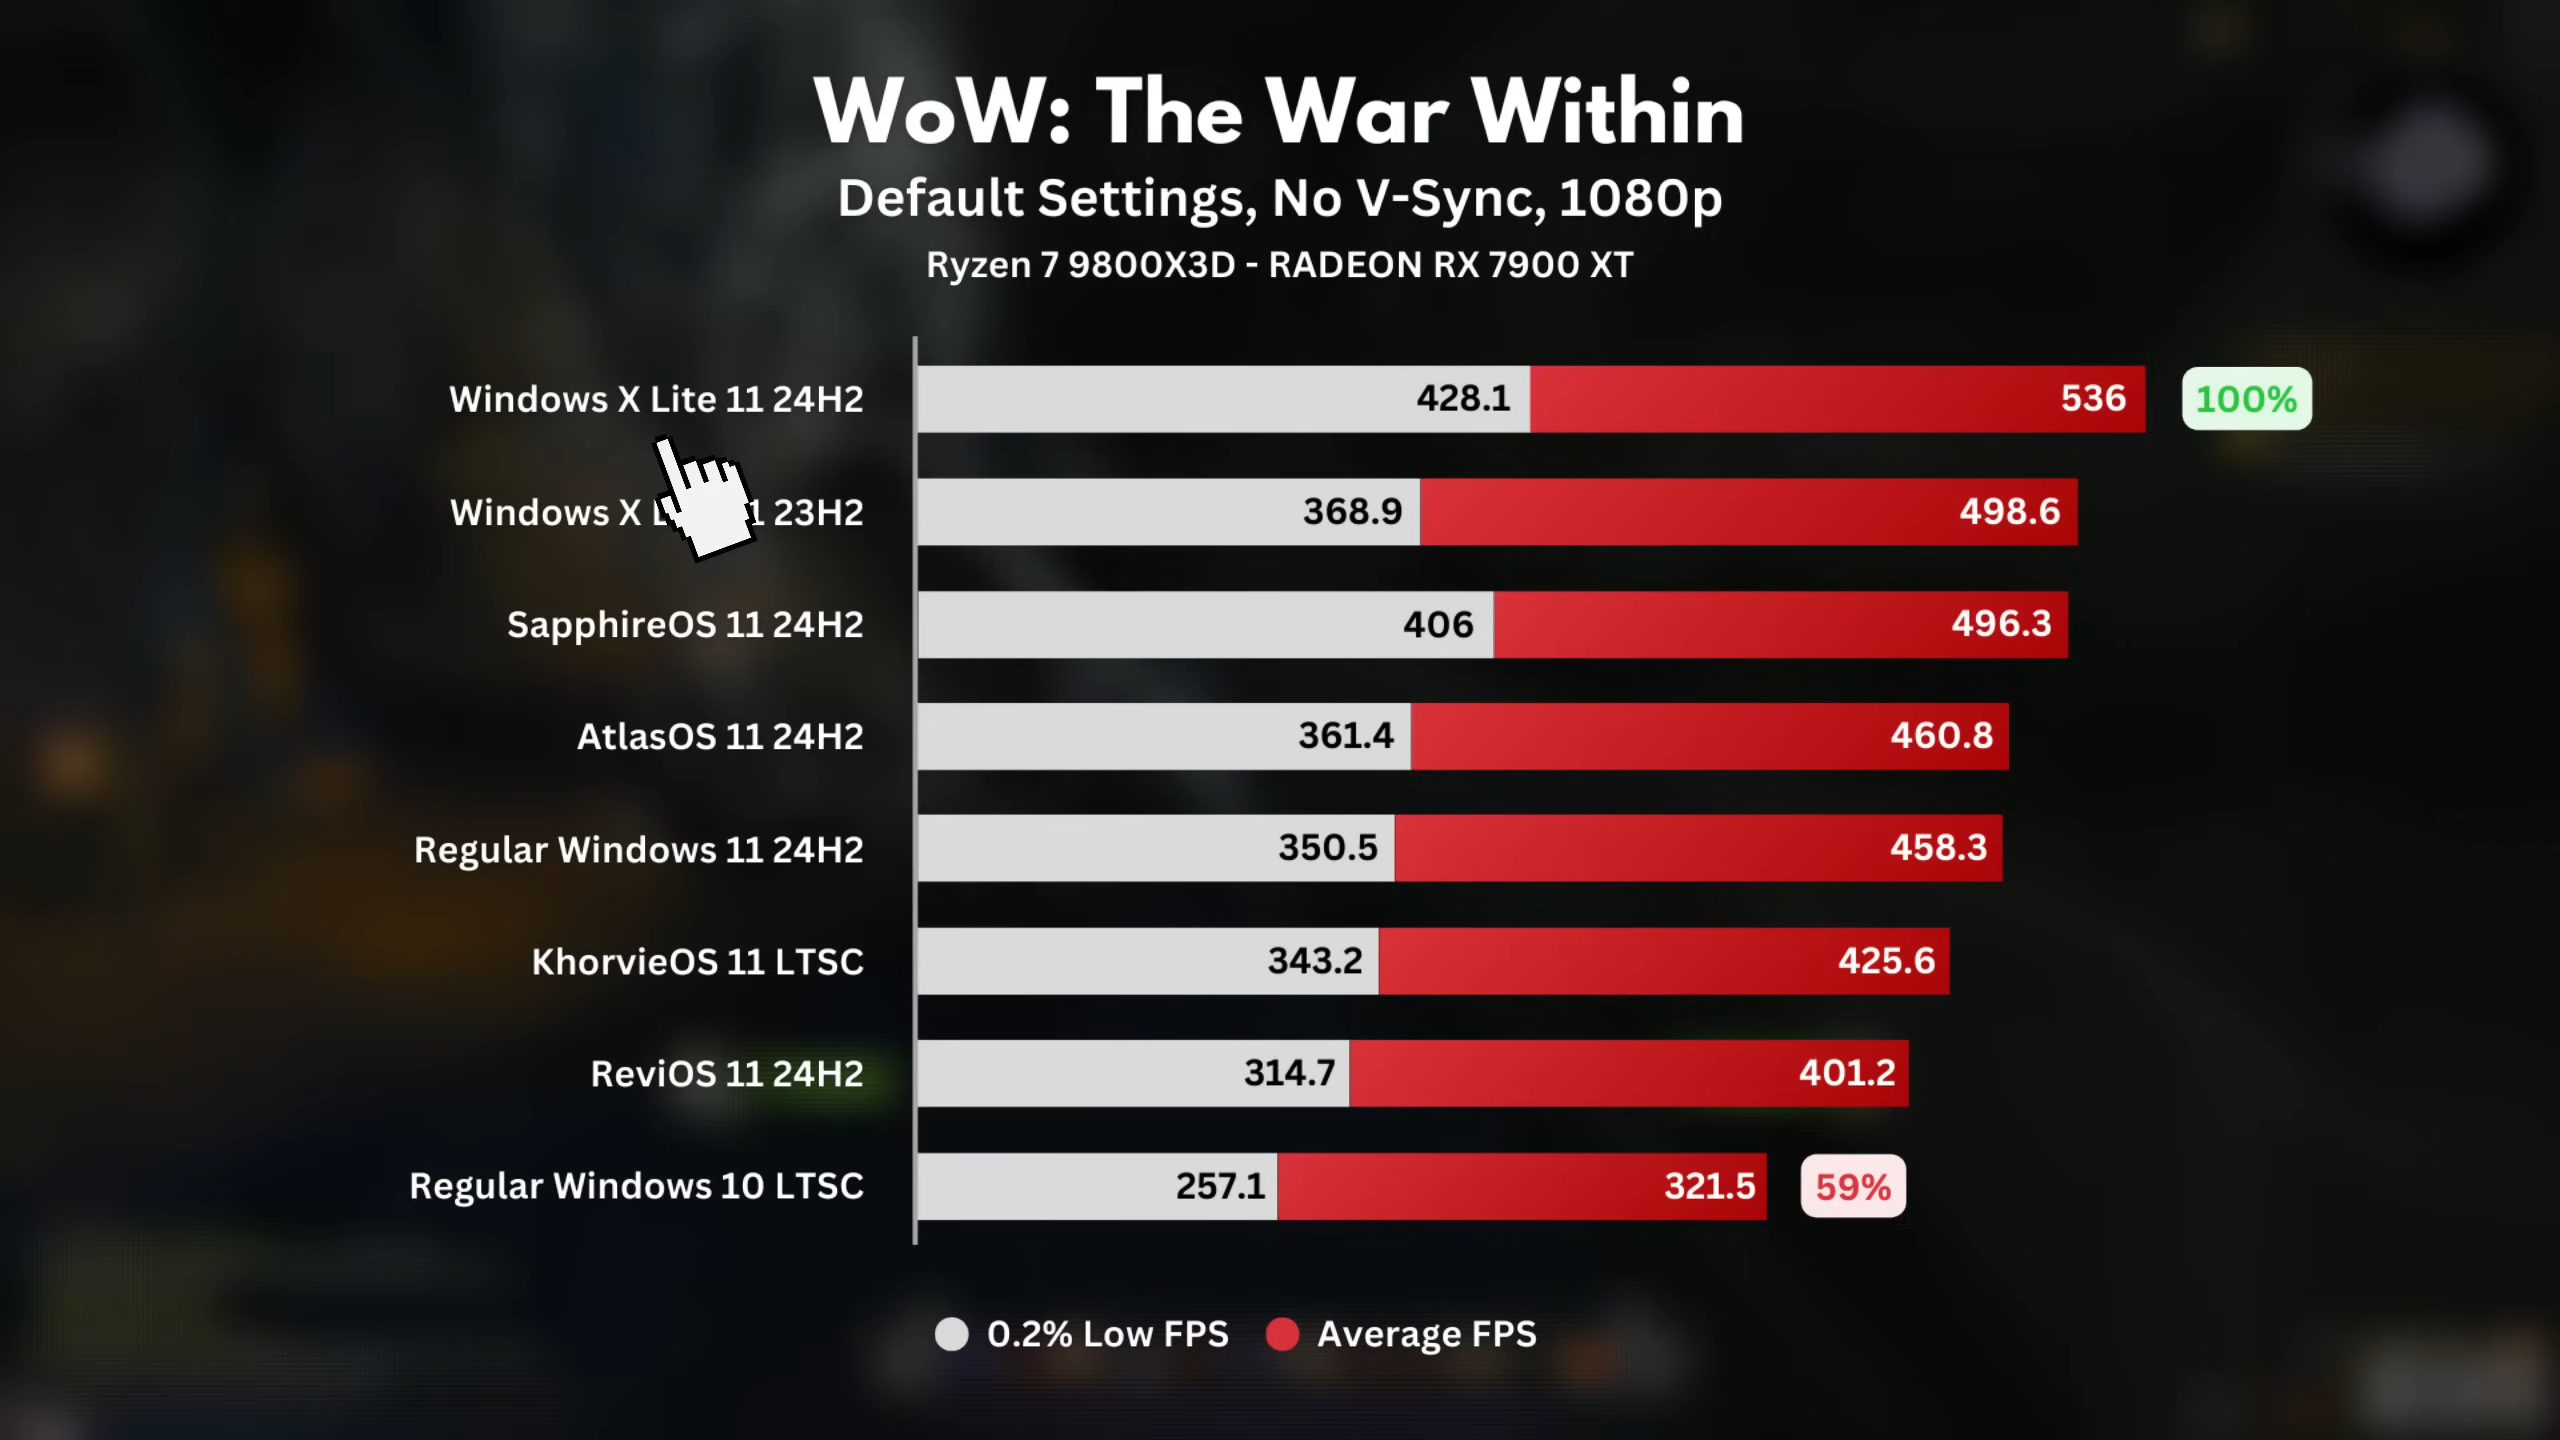 WoW: The War Within
Default Settings, No V-Sync, 1080p
Ryzen 7 9800X3D - RADEON RX 7900 XT
Windows X Lite 11 24H2 428.1 536 100%
Windows X 23H2 368.9 498.6
SapphireOS 11 24H2 406 496.3
AtlasOS 11 24H2 361.4 460.8
Regular Windows 11 24H2 350.5 458.3
KhorvieOS 11 LTSC 343.2 425.6
ReviOS 11 24H2 314.7 401.2
Regular Windows 10 LTSC 257.1 321.5 59%
0.2% Low FPS Average FPS